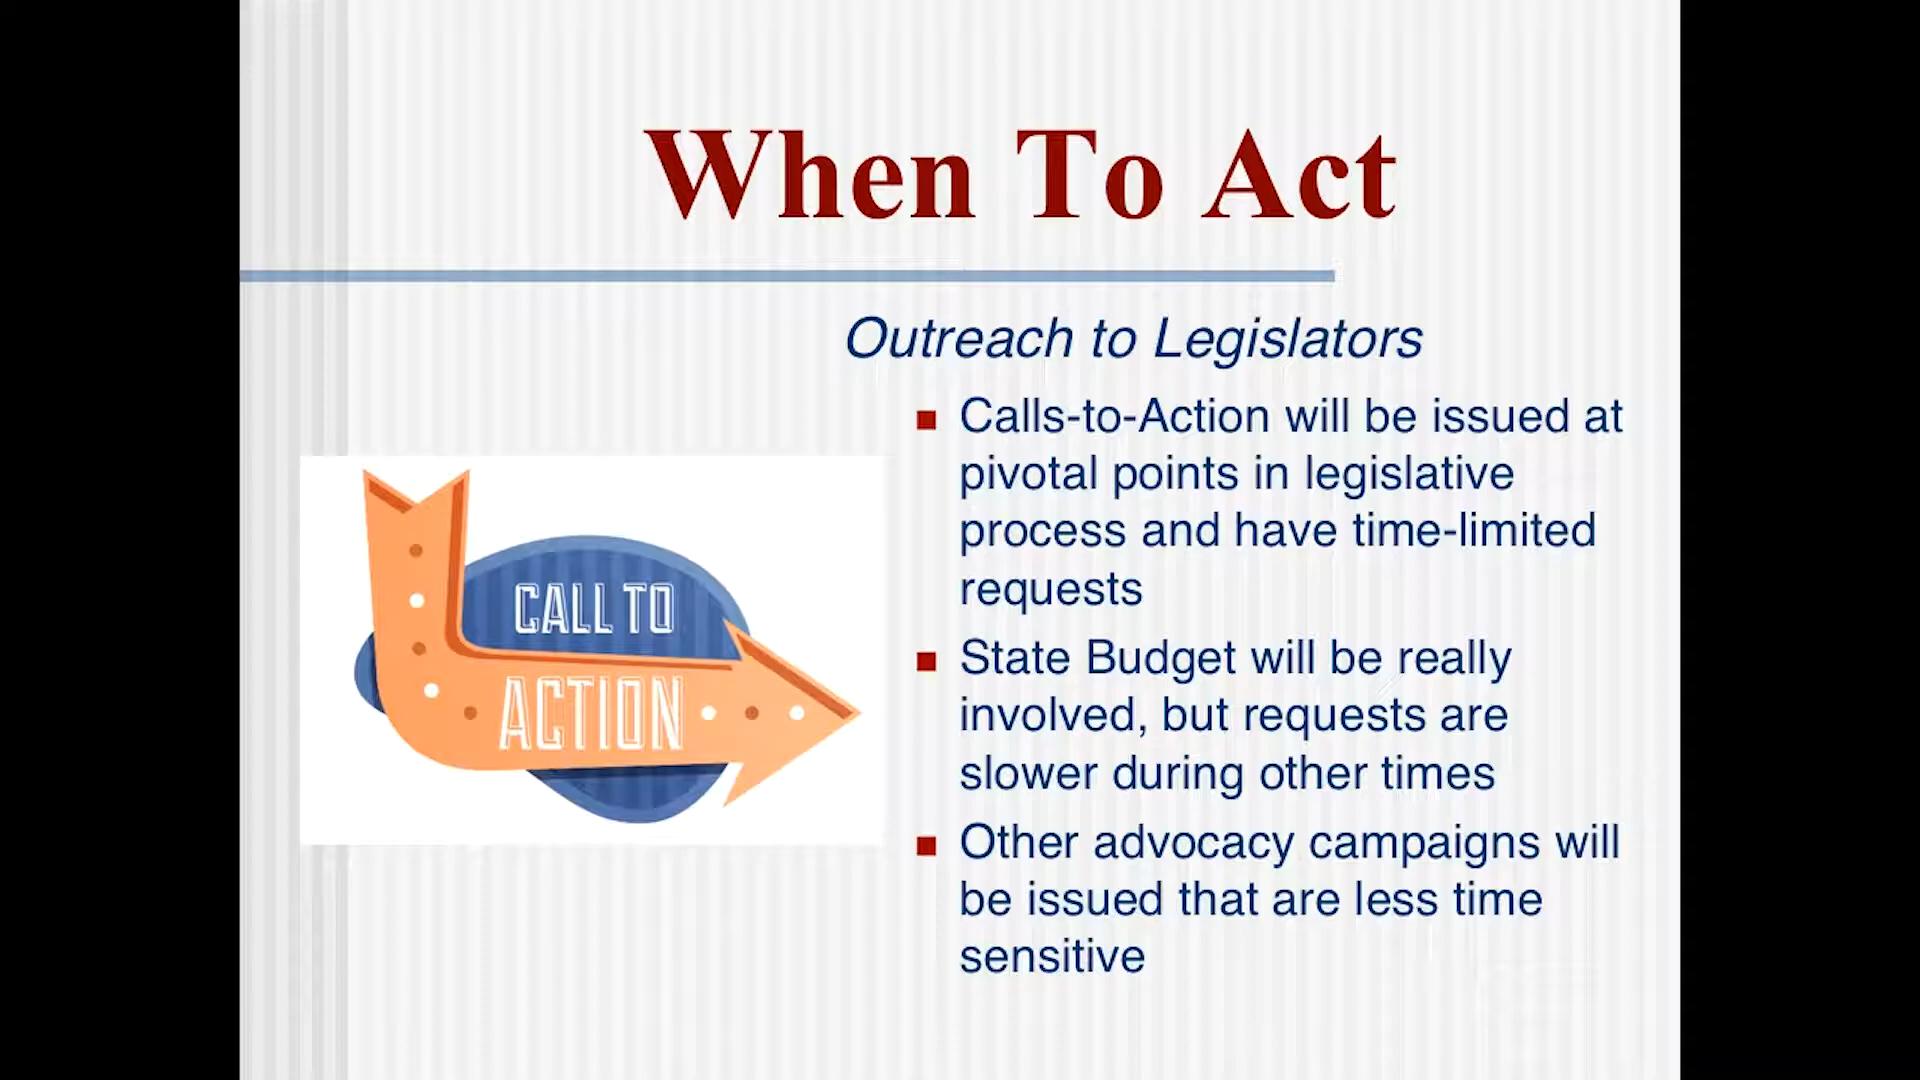 When To Act
Outreach to Legislators
Calls-to-Action will be issued at
pivotal points in legislative
process and have time-limited
requests
State Budget will be really
involved, but requests are
slower during other times
Other advocacy campaigns will
be issued that are less time
sensitive
CALL TO
ACTION